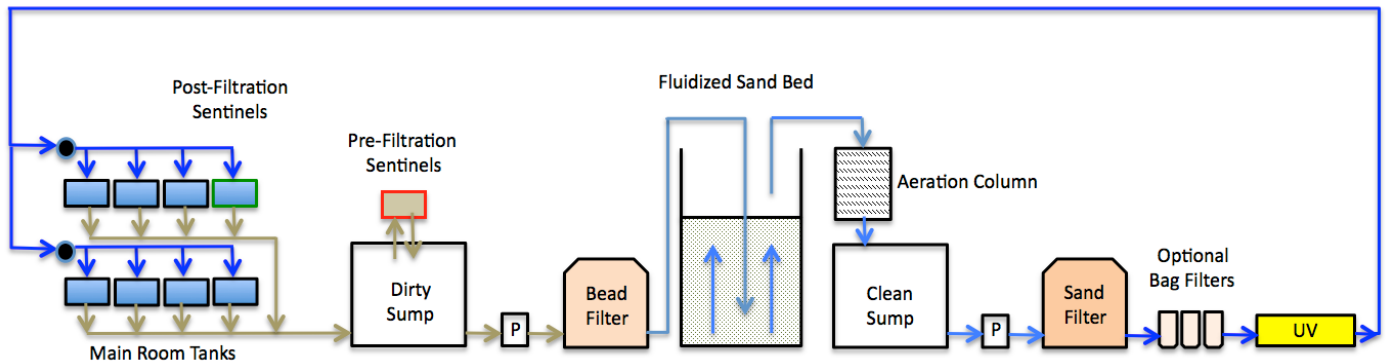 Post-Filtration
Sentinels
Pre-Filtration
Sentinels
Fluidized Sand Bed
Aeration Column
Optional
Bag Filters
Dirty
Sump
P
Bead
Filter
Clean
Sump
P
Sand
Filter
UV
Main Room Tanks